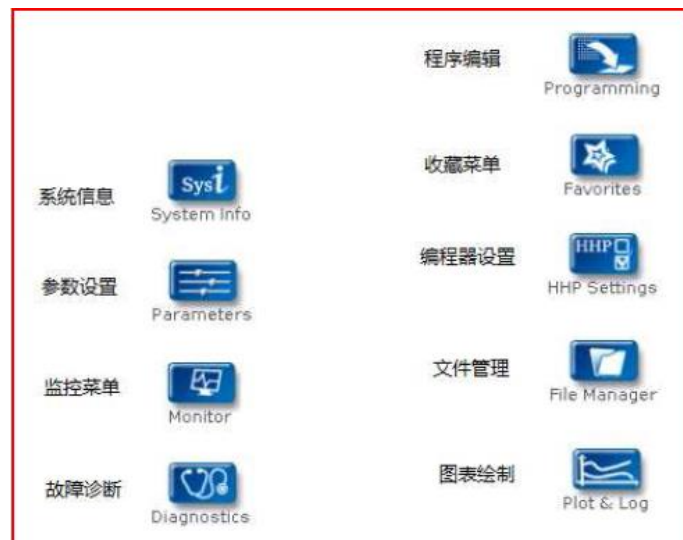 系统信息
Sysi
System Info
参数设置
Parameters
监控菜单
Monitor
故障诊断
Diagnostics
程序编辑
Programming
收藏菜单
Favorites
编程器设置
HHP
HHP Settings
文件管理
File Manager
图表绘制
Plot & Log